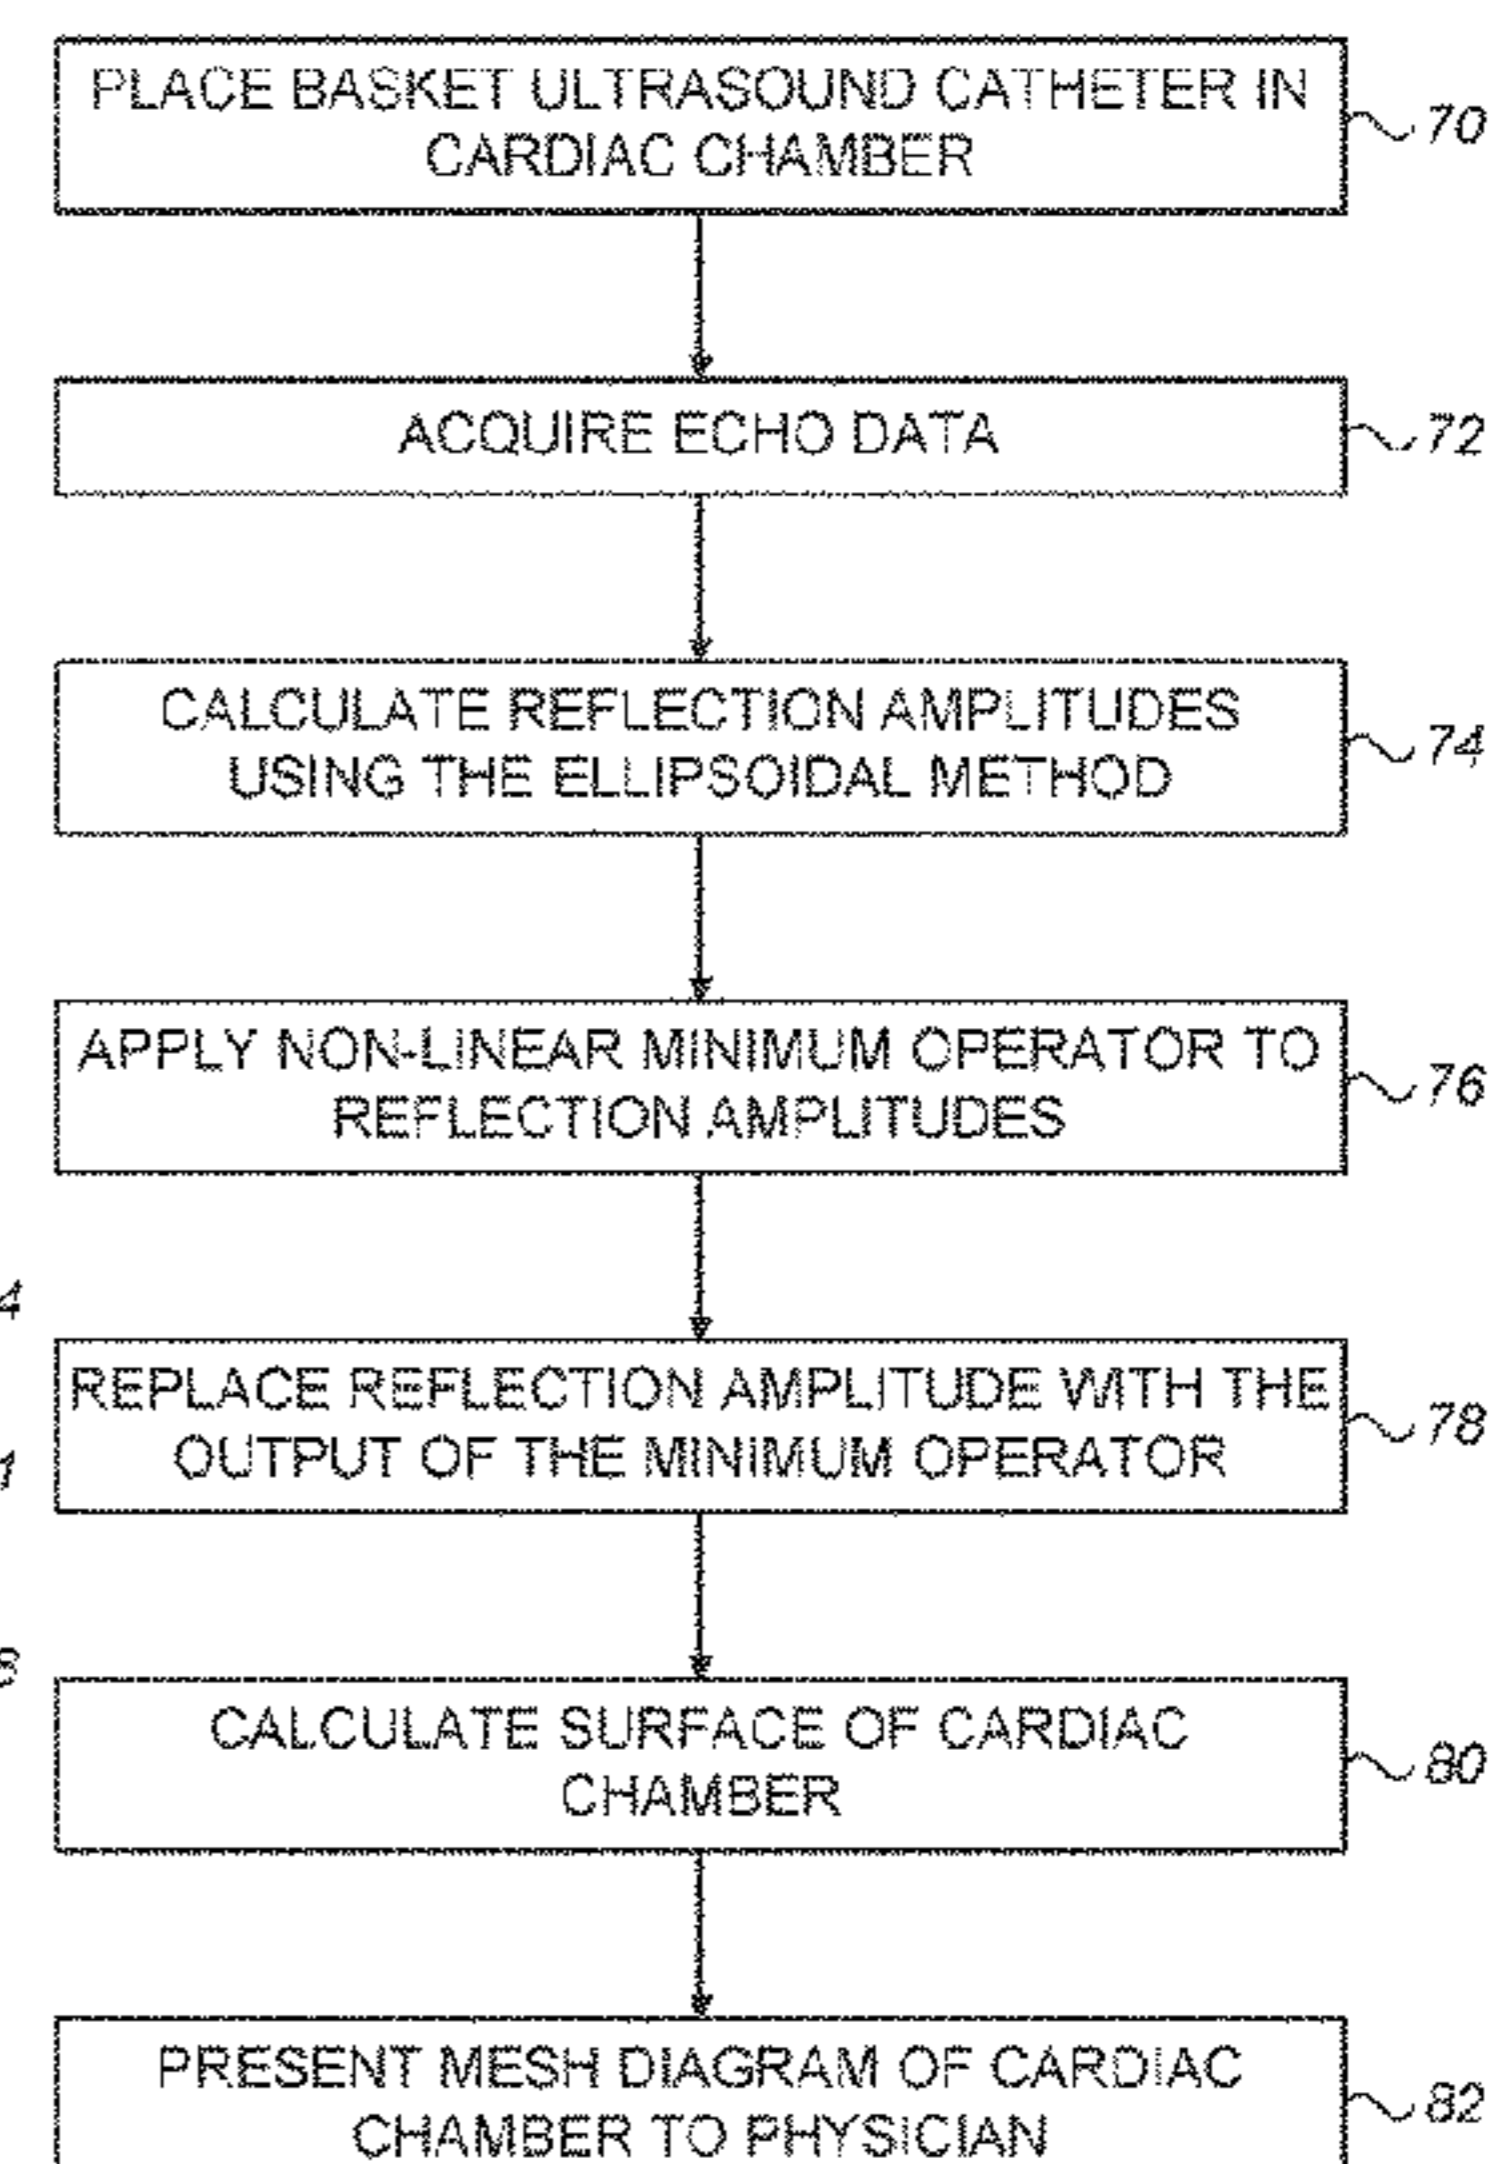 PLACE BASKET ULTRASOUND CATHETER IN
CARDIAC CHAMBER
70
ACQUIRE ECHO DATA
72
CALCULATE REFLECTION AMPLITUDES
USING THE ELLIPSOIDAL METHOD
74
APPLY NON-LINEAR MINIMUM OPERATOR TO
REFLECTION AMPLITUDES
76
4
REPLACE REFLECTION AMPLITUDE WITH THE
OUTPUT OF THE MINIMUM OPERATOR
78
CALCULATE SURFACE OF CARDIAC
CHAMBER
80
PRESENT MESH DIAGRAM OF CARDIAC
CHAMBER TO PHYSICIAN
82